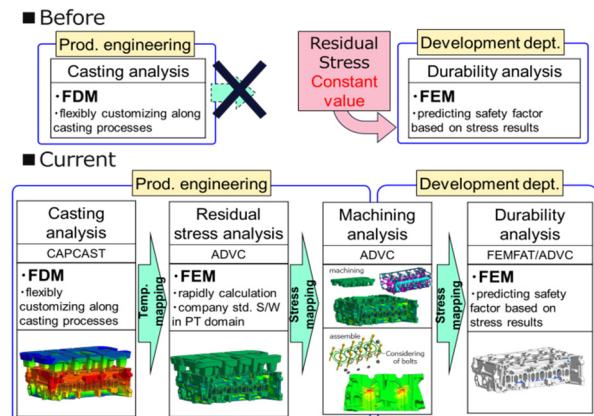 ■ Before
Prod. engineering
Casting analysis
・FDM
・flexibly customizing along
casting processes
Residual
Stress
Constant
value
Development dept.
Durability analysis
・FEM
・predicting safety factor
based on stress results
■ Current
Prod. engineering
Development dept.
Casting
analysis
CAPCAST
・FDM
・flexibly
customizing along
casting processes
Temp.
mapping
Residual
stress analysis
ADVC
・FEM
・rapidly calculation
・company std. S/W
in PT domain
Stress
mapping
Machining
analysis
ADVC
machining
assemble
Considering
of bolts
Stress
mapping
Durability
analysis
FEMFAT/ADVC
・FEM
・predicting safety
factor based on
stress results